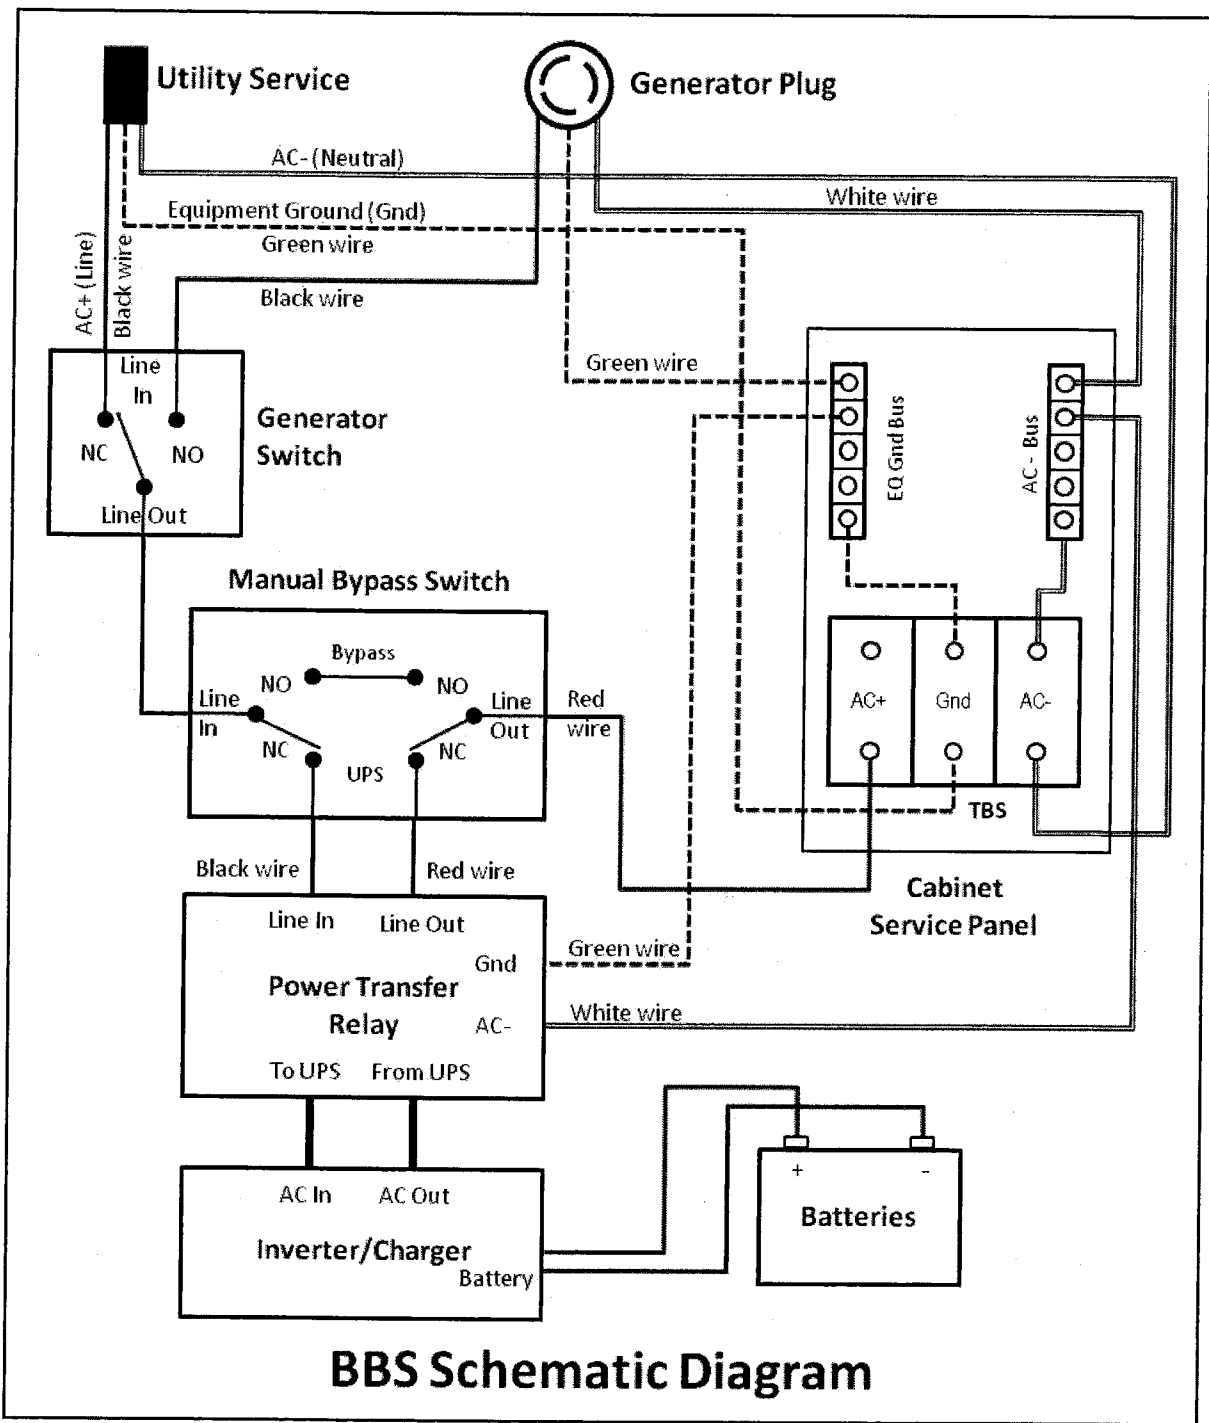 Utility Service
Generator Plug
AC- (Neutral)
White wire
Equipment Ground (Gnd)
Green wire
AC+ (Line)
Black wire
Black wire
Green wire
Line
In
NC
NO
Line Out
Generator
Switch
EQ Gnd Bus
AC - Bus
Manual Bypass Switch
Bypass
NO
NO
Line
In
Line
Out
NC
NC
UPS
Red
wire
AC+
Gnd
AC-
TBS
Black wire
Red wire
Cabinet
Service Panel
Line In
Line Out
Gnd
Green wire
Power Transfer
Relay
AC-
White wire
To UPS
From UPS
AC In
AC Out
Inverter/Charger
Battery
+
-
Batteries
BBS Schematic Diagram